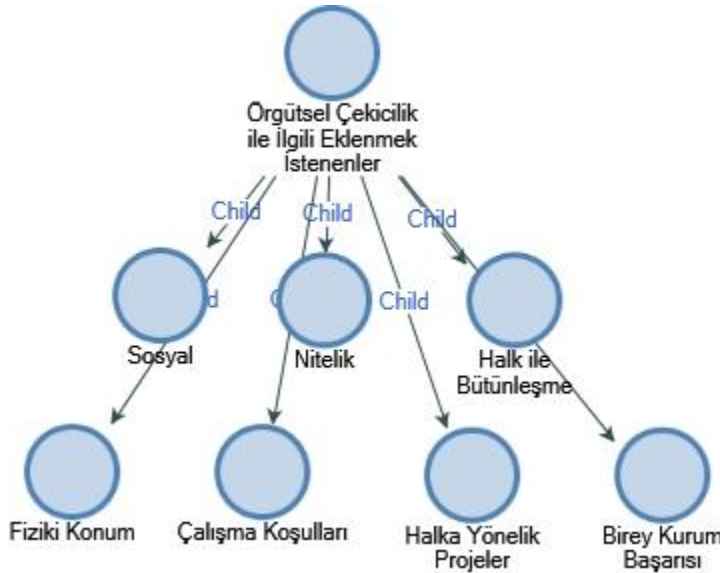 Örgütsel Çekicilik
ile İlgili Eklenmek
İstenenler
Child
Child
Child
Child
Sosyal
Nitelik
Halk ile
Bütünleşme
Fiziki Konum
Çalışma Koşulları
Halka Yönelik
Projeler
Birey Kurum
Başarısı